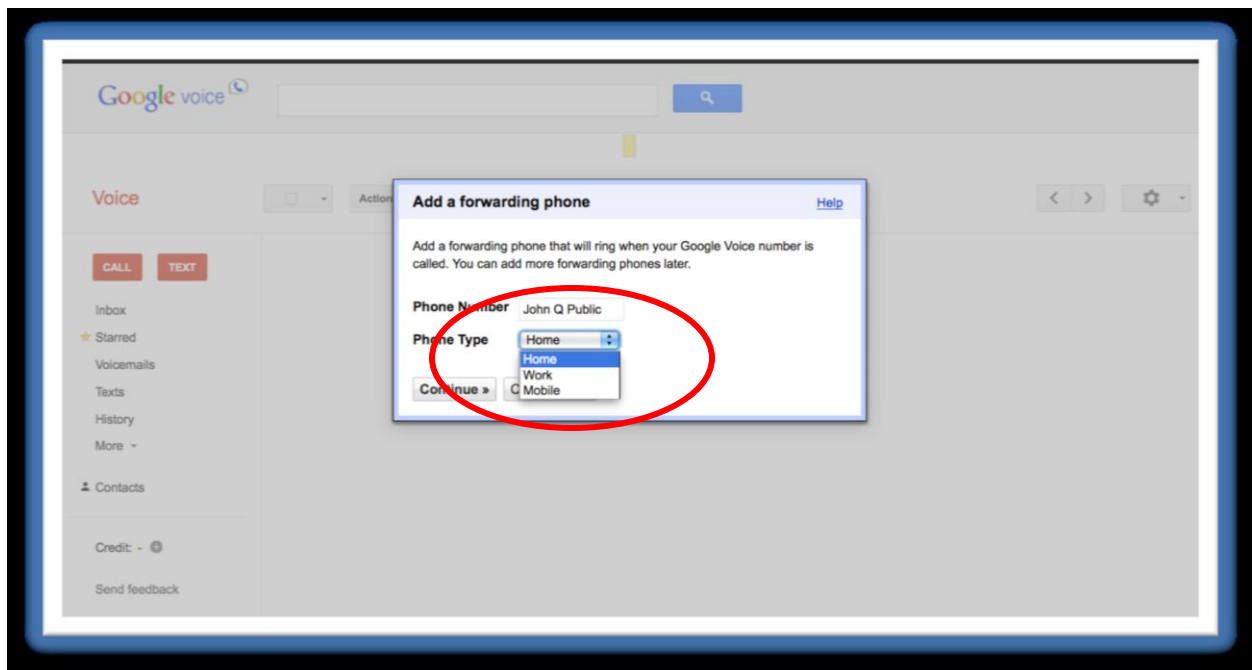 Google voice
Voice
Action
CALL TEXT
Inbox
Starred
Voicemails
Texts
History
More
Contacts
Credit: -
Send feedback
Add a forwarding phone Help
Add a forwarding phone that will ring when your Google Voice number is
called. You can add more forwarding phones later.
Phone Number John Q Public
Phone Type Home
Home
Work
Mobile
Continue »